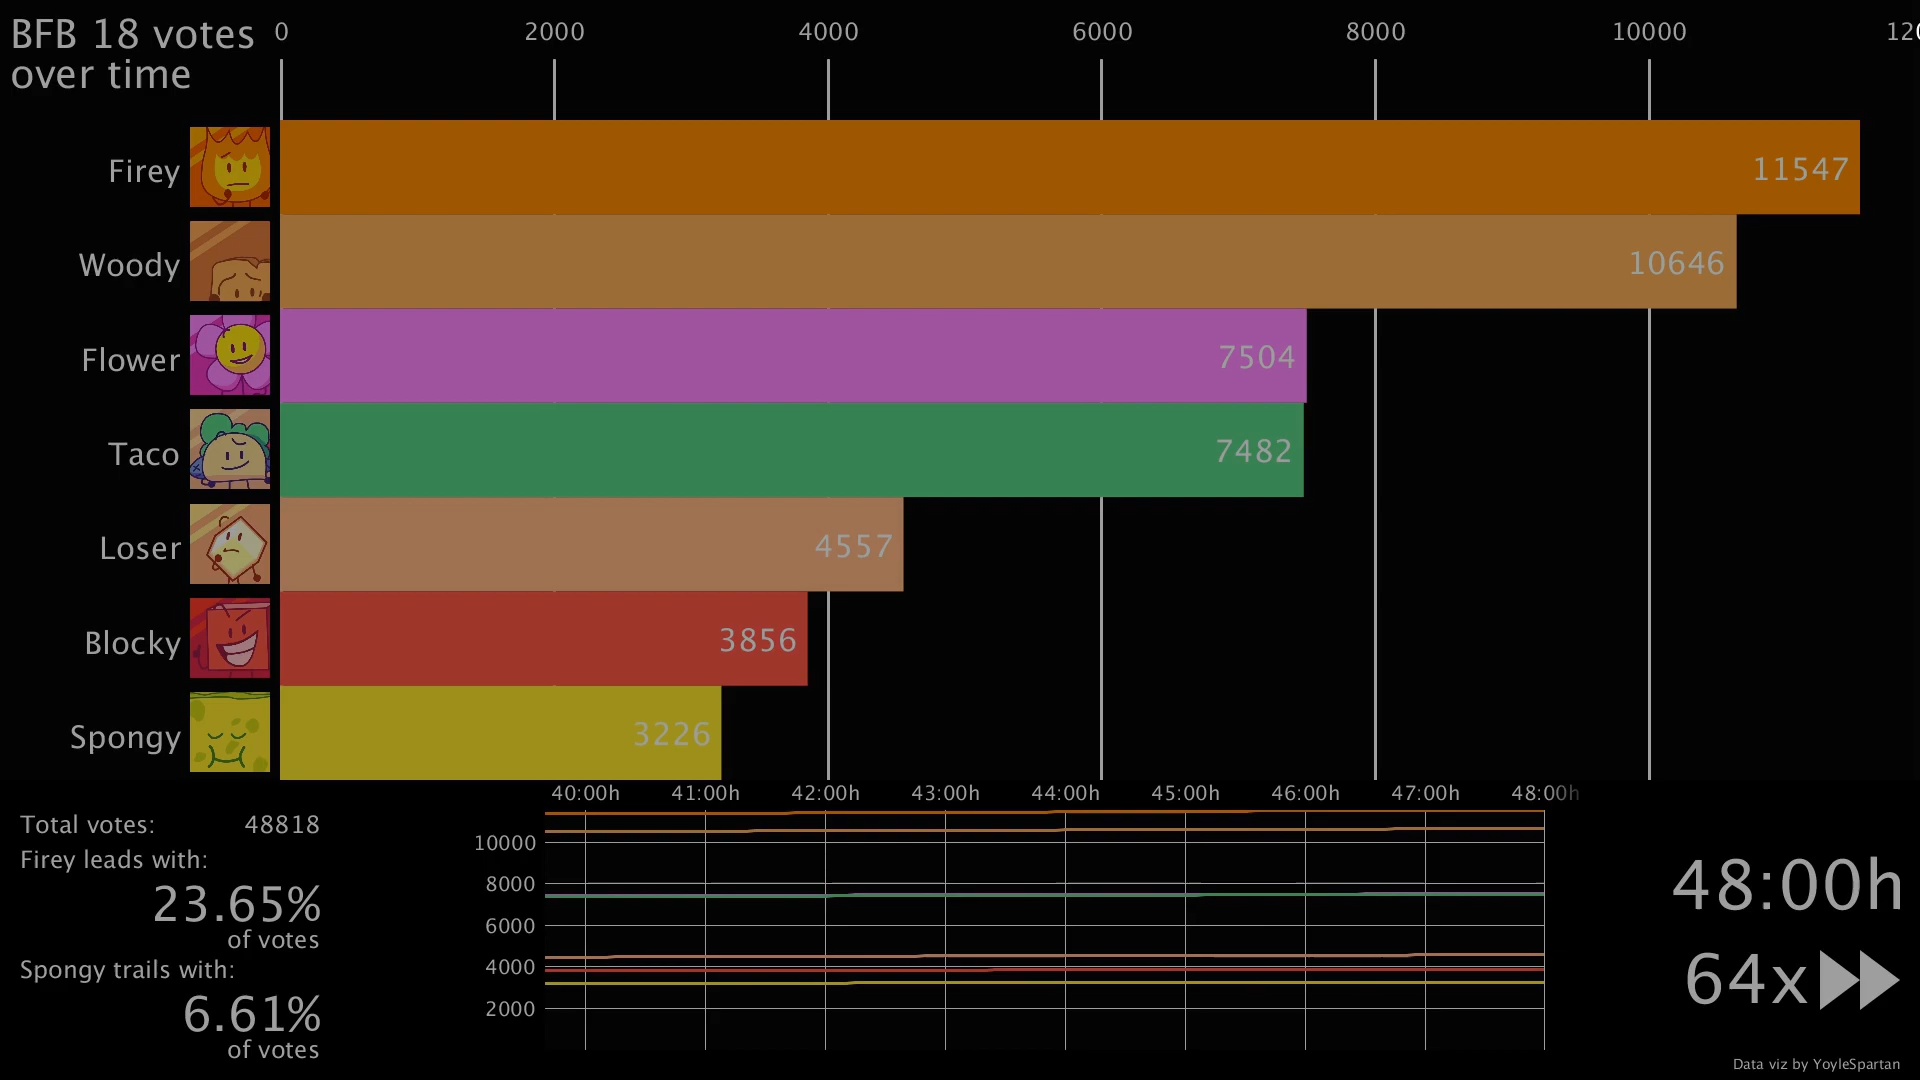 BFB 18 votes
over time
0 2000 4000 6000 8000 10000
Firey 11547
Woody 10646
Flower 7504
Taco 7482
Loser 4557
Blocky 3856
Spongy 3226
40:00h 41:00h 42:00h 43:00h 44:00h 45:00h 46:00h 47:00h 48:00h
10000
8000
6000
4000
2000
Total votes: 48818
Firey leads with:
23.65%
of votes
Spongy trails with:
6.61%
of votes
48:00h
64x
Data viz by YoyleSpartan